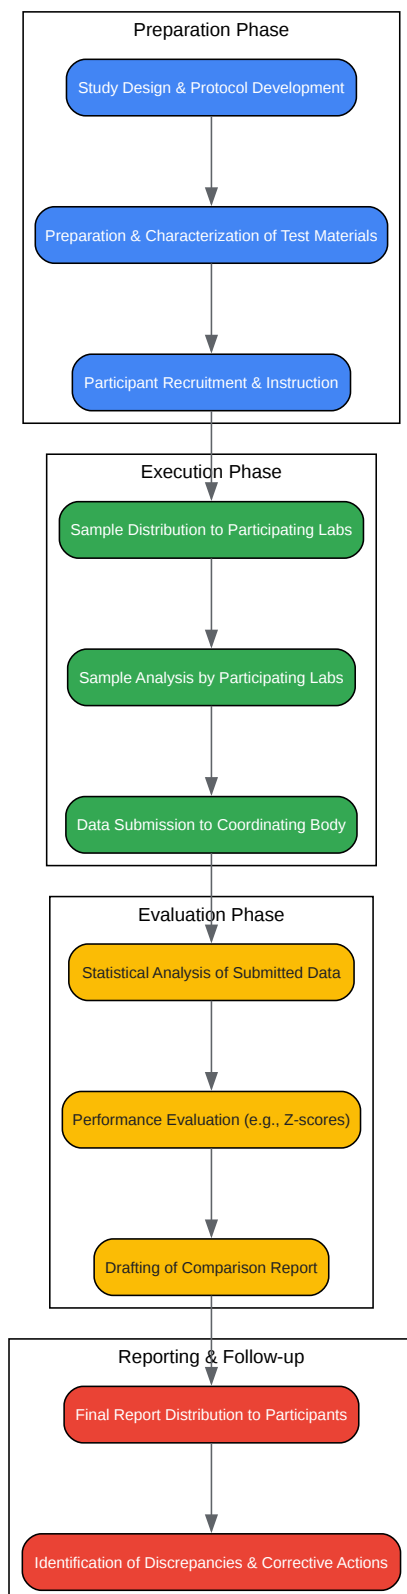 Preparation Phase
Study Design & Protocol Development
Preparation & Characterization of Test Materials
Participant Recruitment & Instruction
Execution Phase
Sample Distribution to Participating Labs
Sample Analysis by Participating Labs
Data Submission to Coordinating Body
Evaluation Phase
Statistical Analysis of Submitted Data
Performance Evaluation (e.g., Z-scores)
Drafting of Comparison Report
Reporting & Follow-up
Final Report Distribution to Participants
Identification of Discrepancies & Corrective Actions